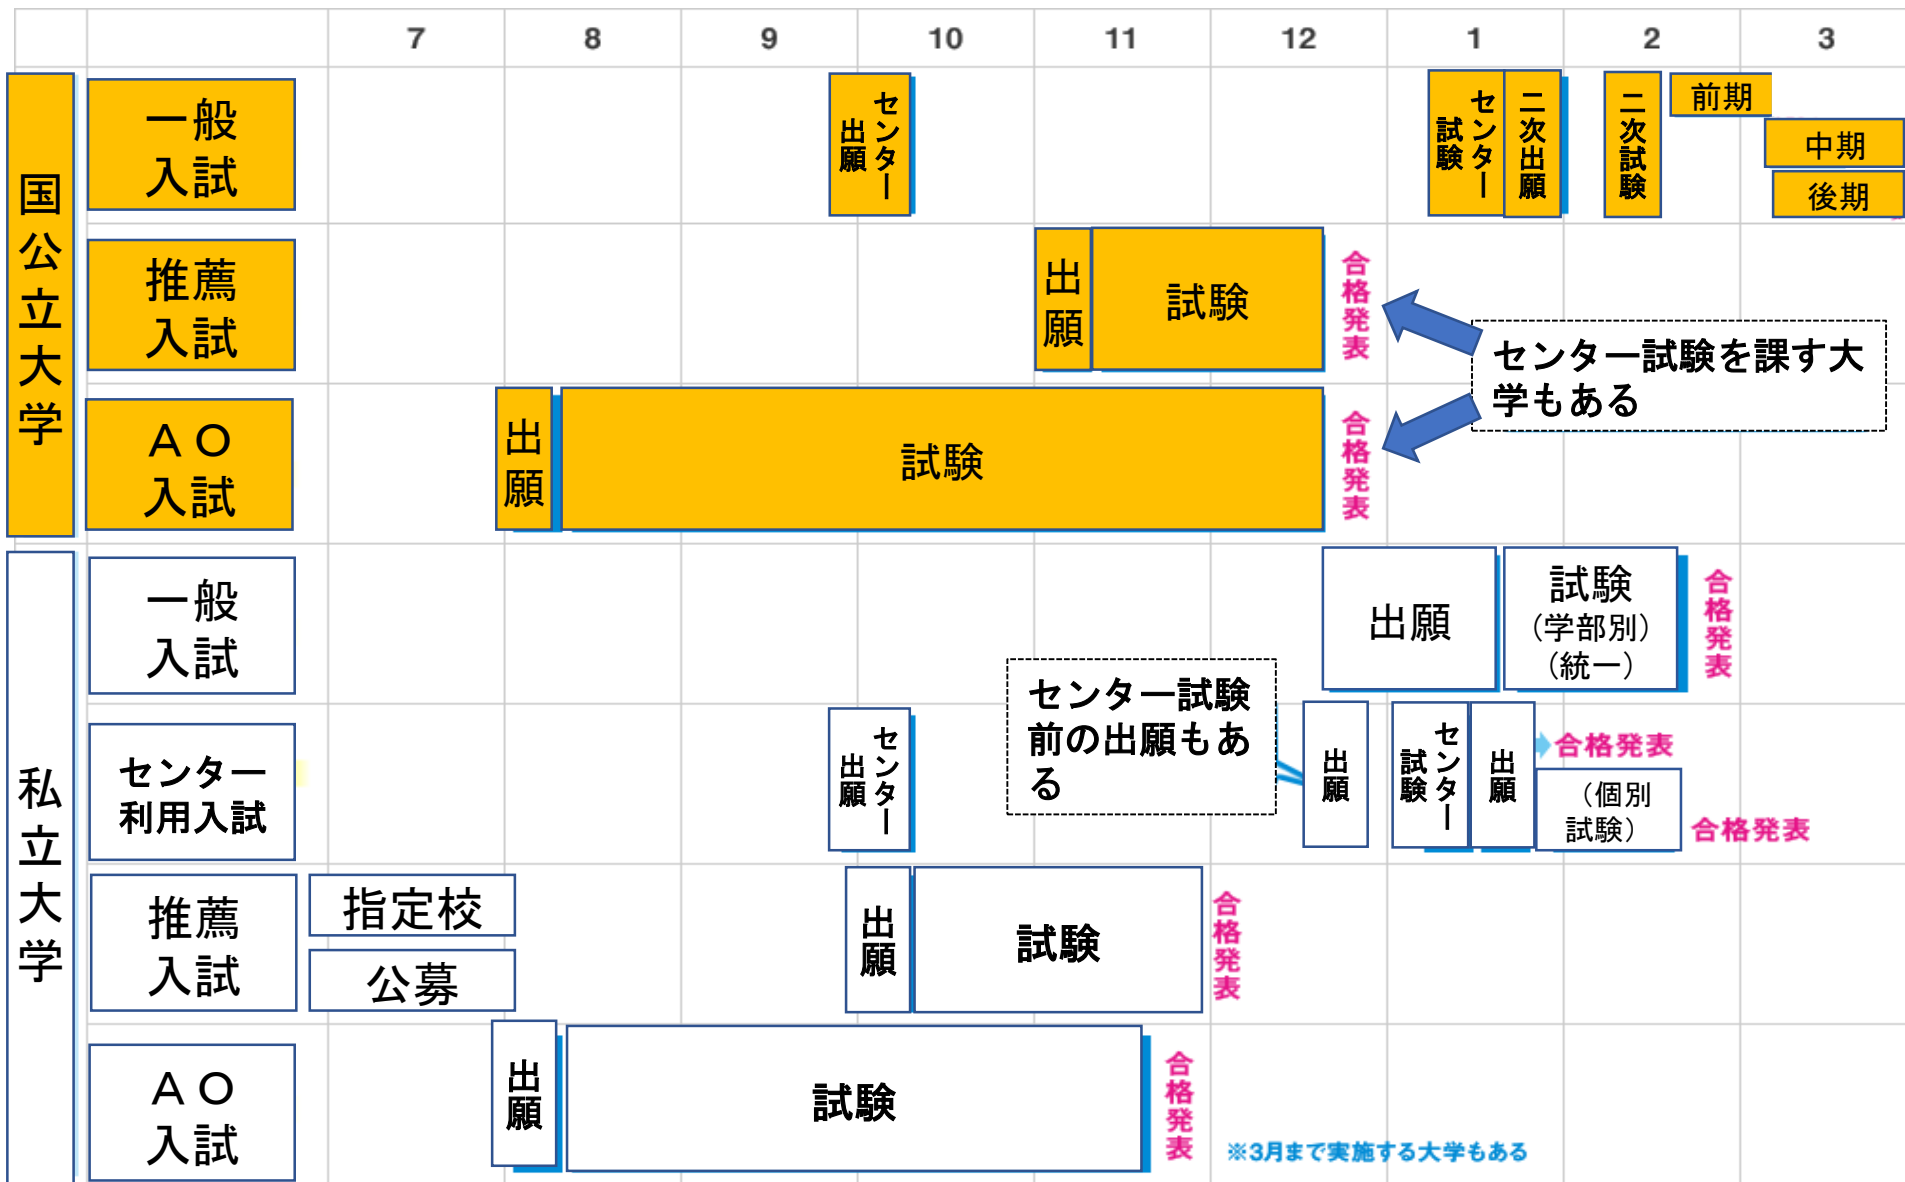 7 8 9 10 11 12 1 2 3
国公立大学
一般
入試
センター
出願
センター
試験
二次出願
二次試験
前期
中期
後期
推薦
入試
出願
試験
合格発表
センター試験を課す大
学もある
ＡＯ
入試
出願
試験
合格発表
私立大学
一般
入試
出願
試験
（学部別）
（統一）
合格発表
センター
利用入試
センター
出願
センター試験
前の出願もあ
る
出願
センター
試験
出願
合格発表
（個別
試験）
合格発表
推薦
入試
指定校
公募
出願
試験
合格発表
ＡＯ
入試
出願
試験
合格発表
※3月まで実施する大学もある